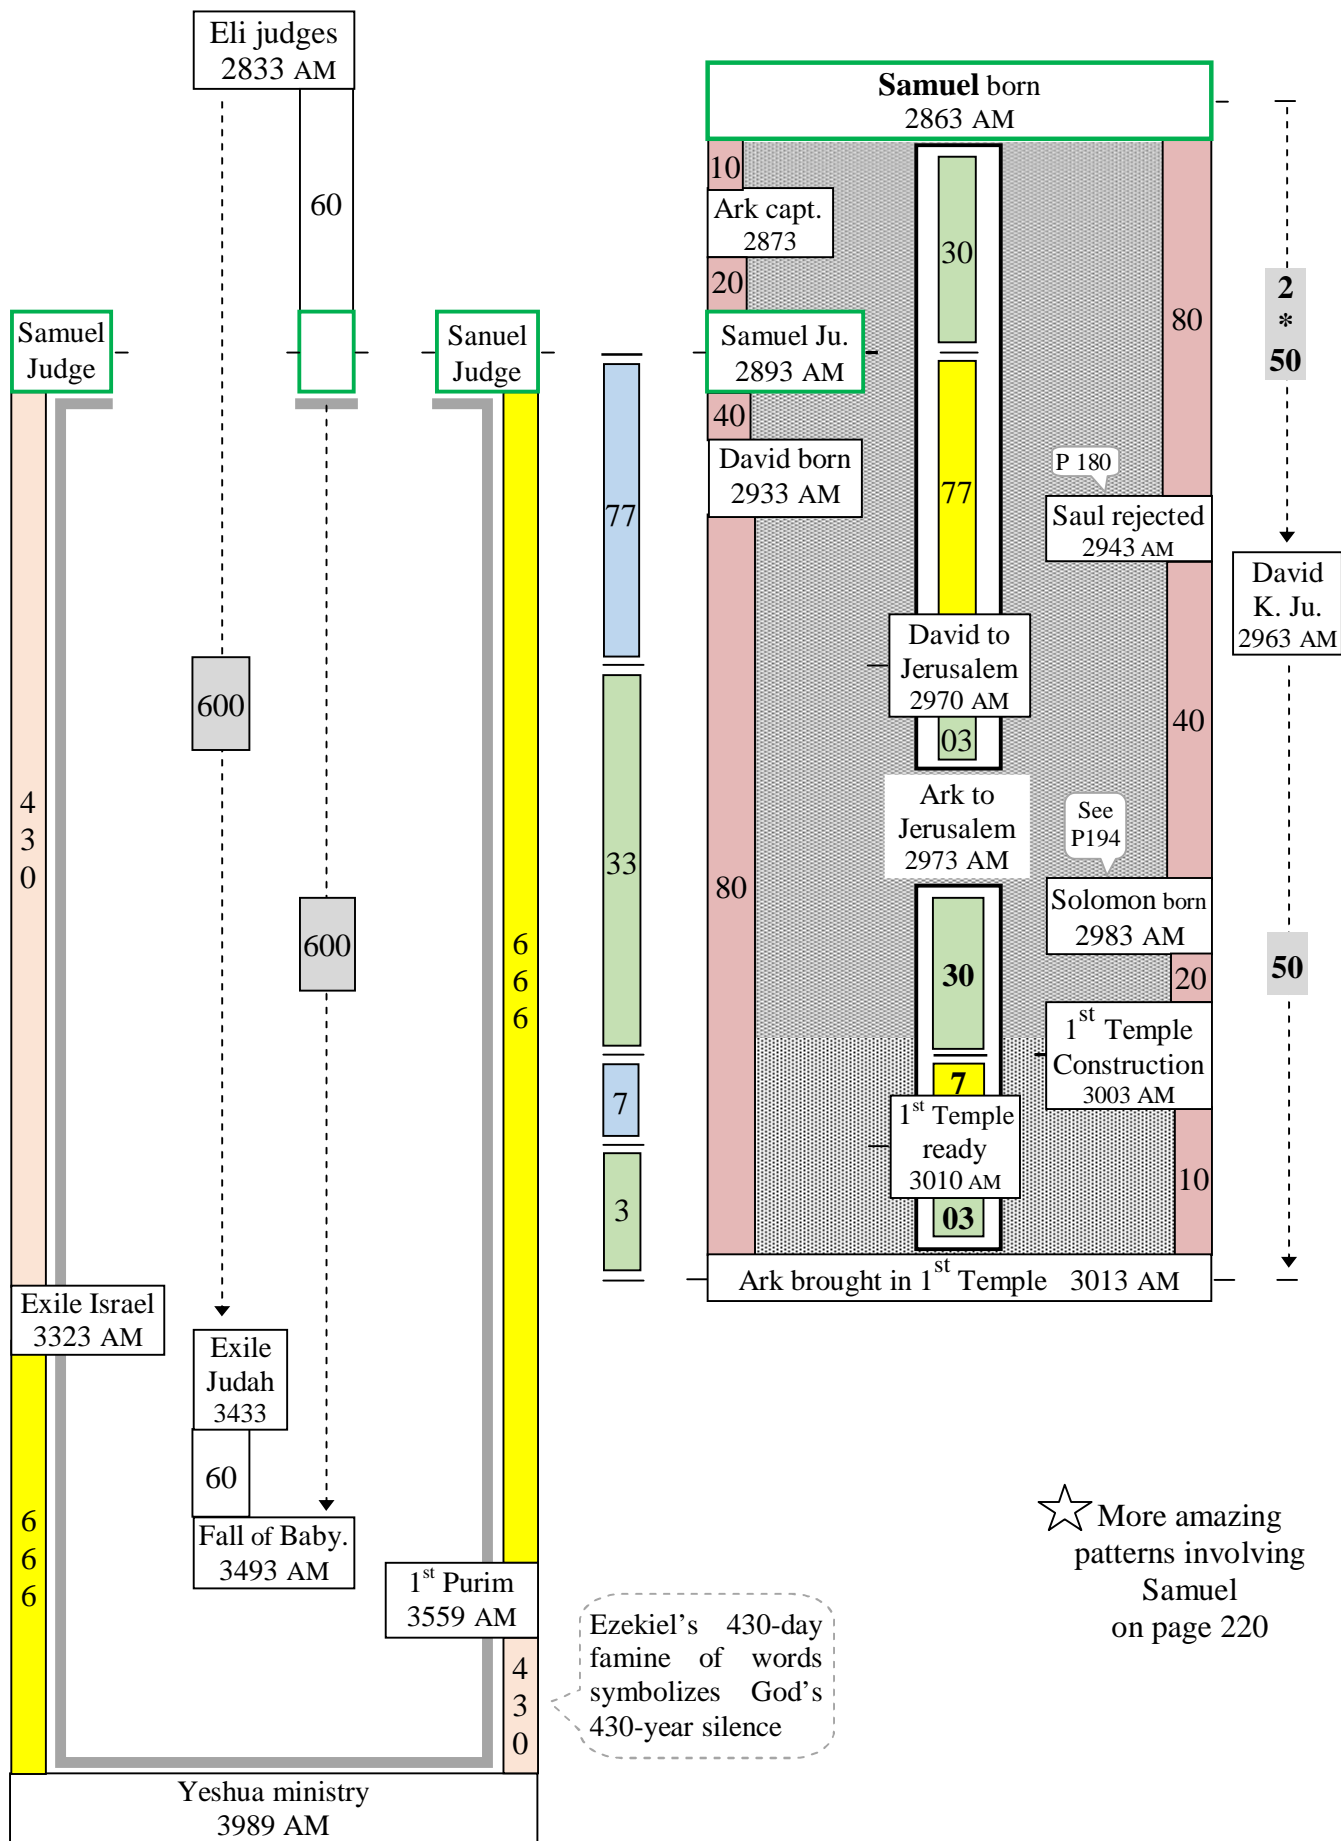 Eli judges
2833 AM
60
600
600
Samuel
Judge
Sanuel
Judge
4
3
0
6
6
6
Exile Israel
3323 AM
Exile
Judah
3433
60
Fall of Baby.
3493 AM
6
6
6
1st Purim
3559 AM
4
3
0
Yeshua ministry
3989 AM
Ezekiel's 430-day
famine of words
symbolizes God's
430-year silence
77
33
7
3
Samuel born
2863 AM
10
Ark capt.
2873
20
Samuel Ju.
2893 AM
40
David born
2933 AM
80
30
77
David to
Jerusalem
2970 AM
03
Ark to
Jerusalem
2973 AM
30
7
1st Temple
ready
3010 AM
03
80
P 180
Saul rejected
2943 AM
40
See
P194
Solomon born
2983 AM
20
1st Temple
Construction
3003 AM
10
Ark brought in 1st Temple 3013 AM
2
*
50
David
K. Ju.
2963 AM
50
More amazing
patterns involving
Samuel
on page 220